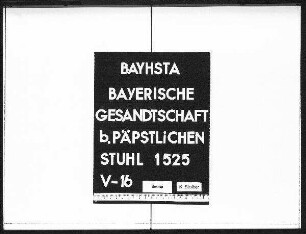 BAYHSTA
BAYERISCHE
GESANDTSCHAFT
b. PÄPSTLICHEN
STUHL 1525
V-16